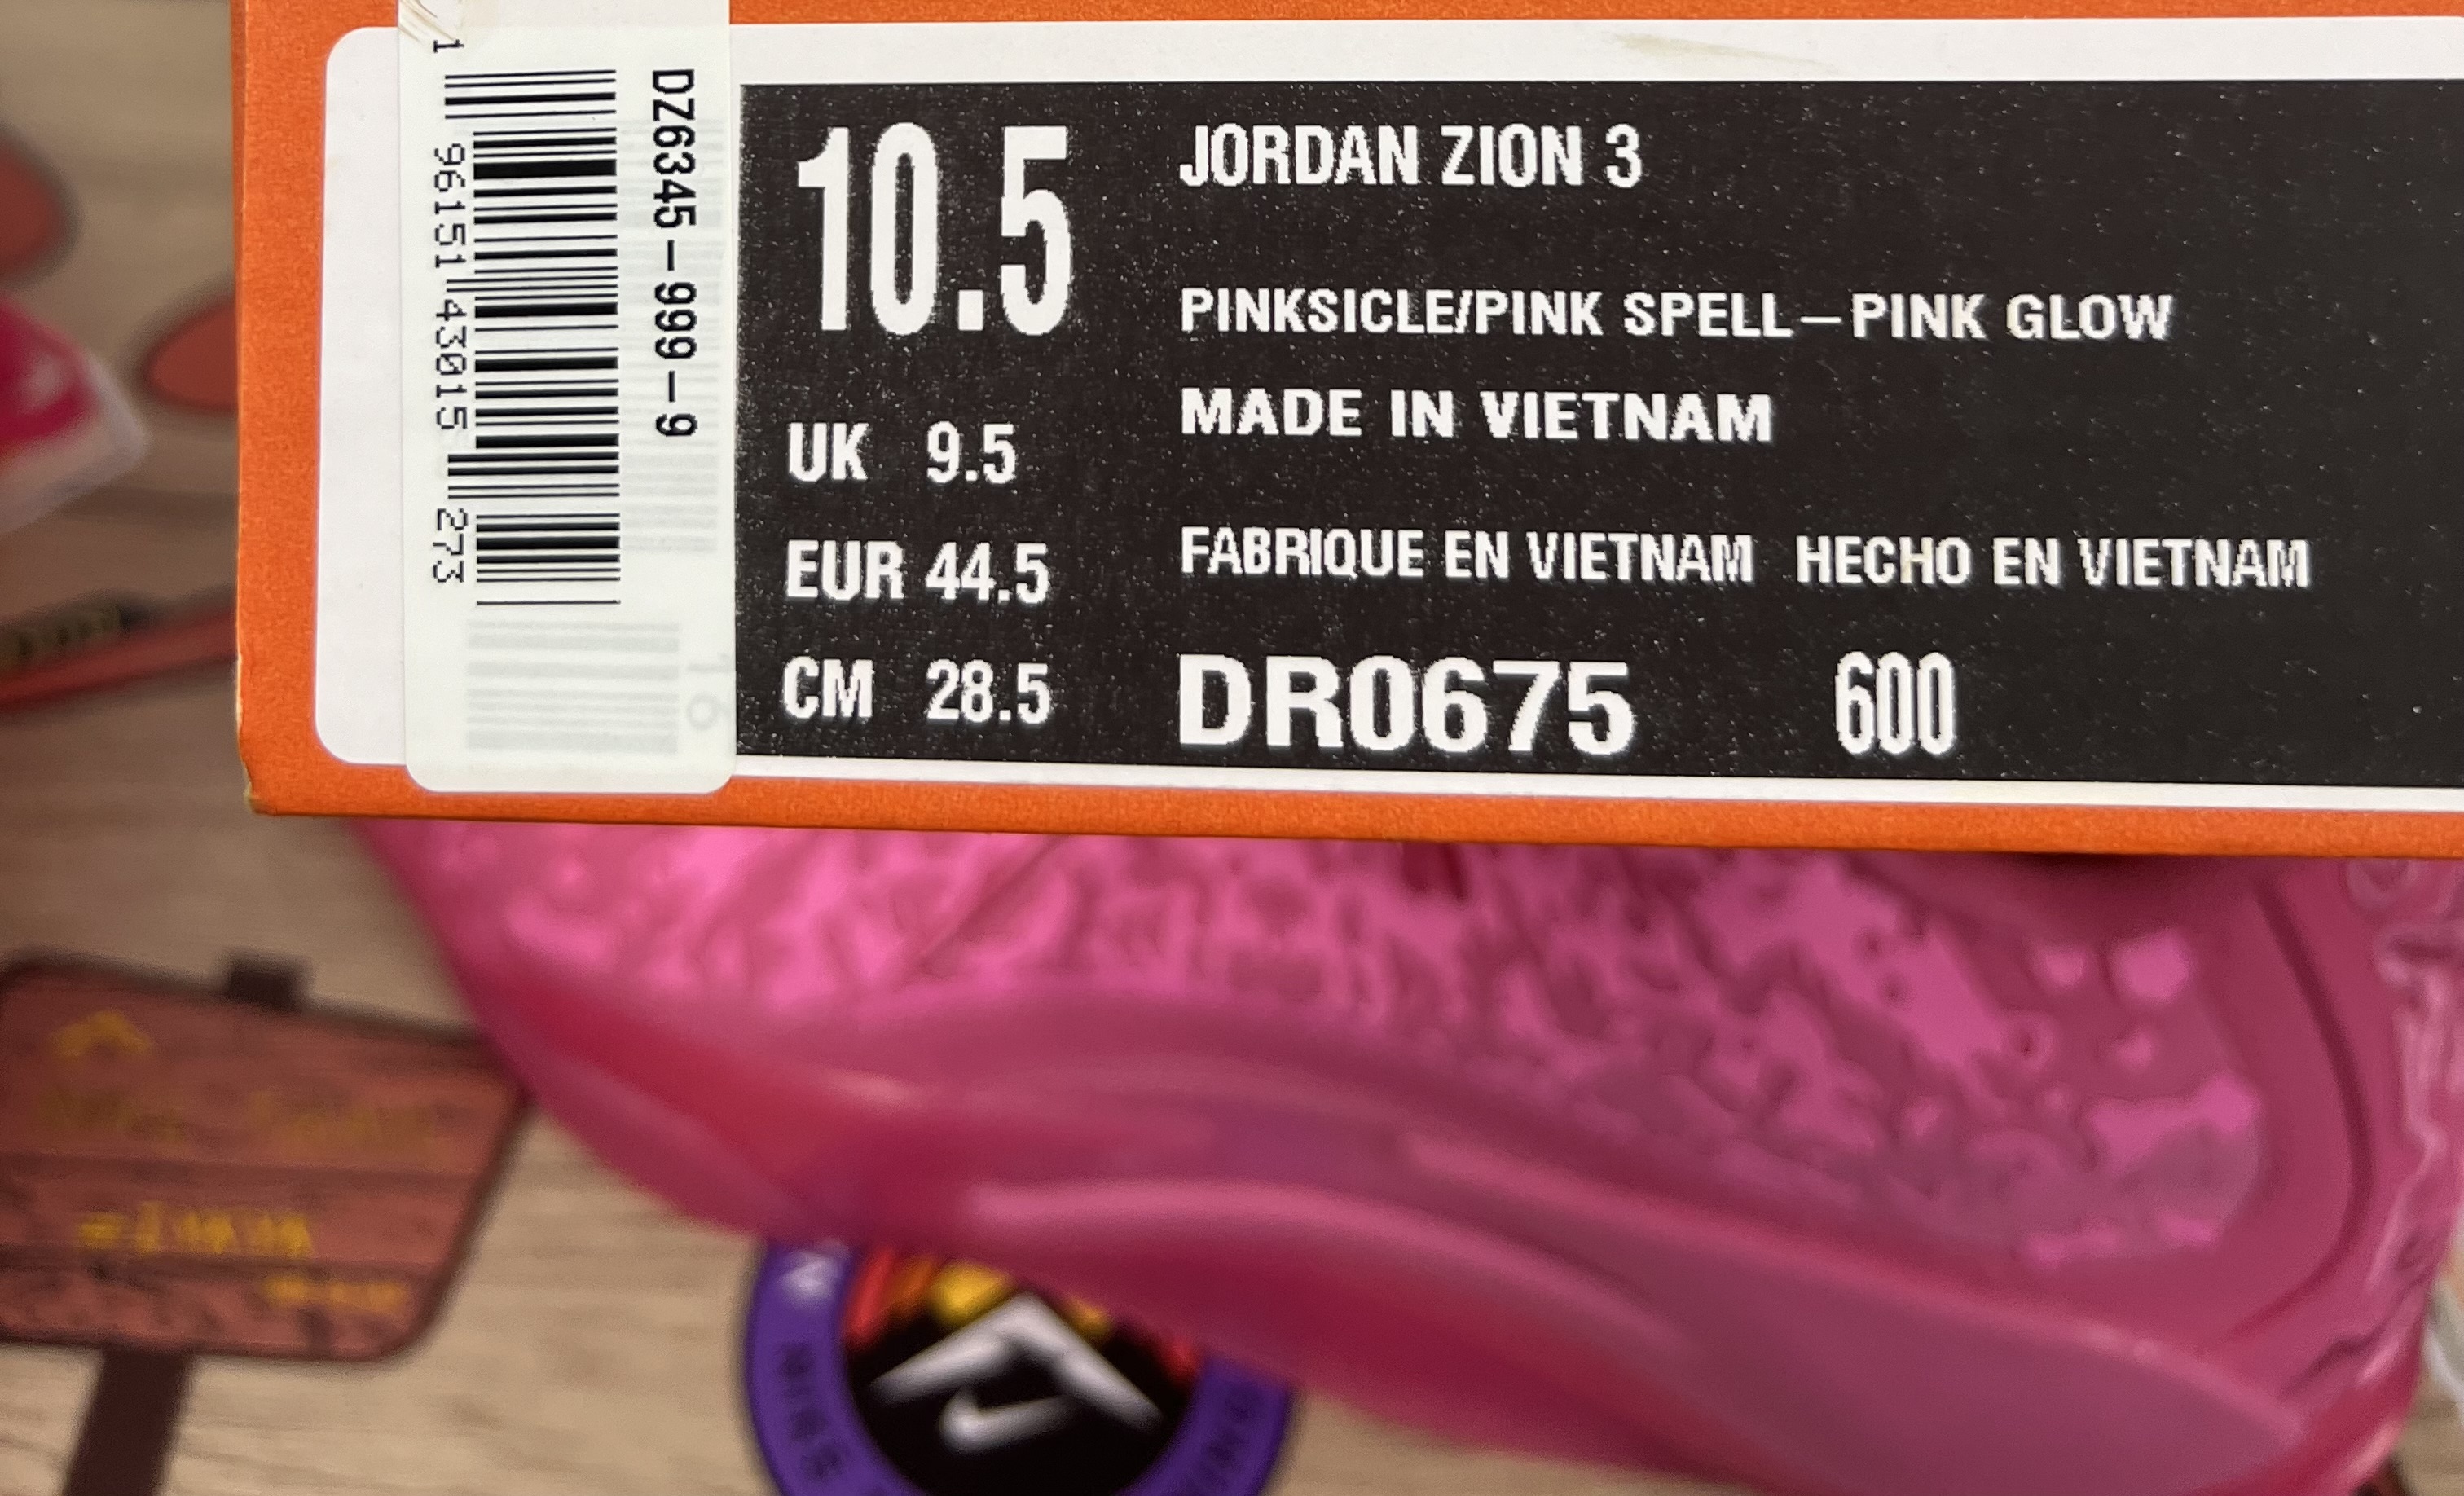 1 96151 43015 273
DZ6345-999-9
10.5
UK 9.5
EUR 44.5
CM 28.5
JORDAN ZION 3
PINKSICLE/PINK SPELL-PINK GLOW
MADE IN VIETNAM
FABRIQUE EN VIETNAM HECHO EN VIETNAM
DR0675 600
16